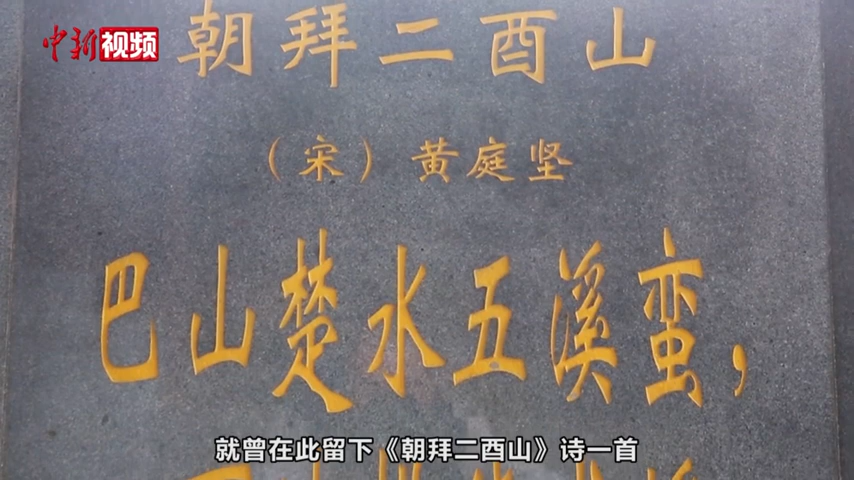 中新视频
朝拜二酉山
（宋）黄庭坚
巴山楚水五溪蛮，
就曾在此留下《朝拜二酉山》诗一首